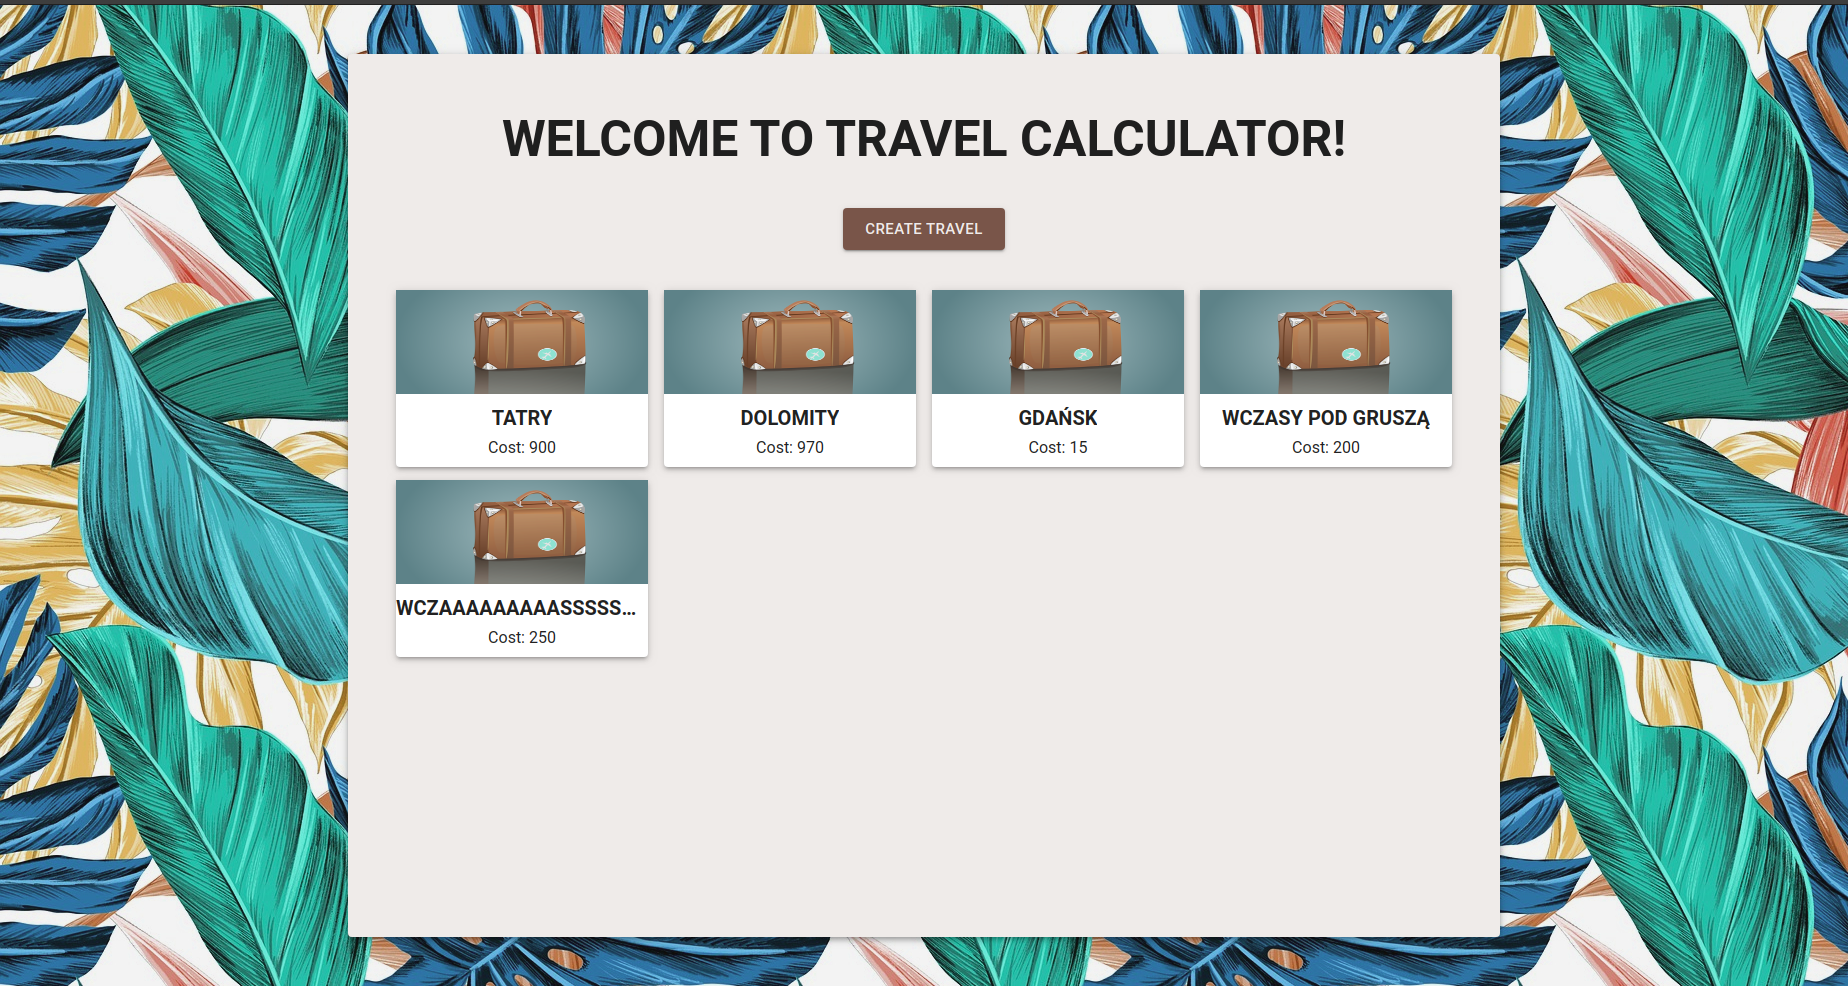 WELCOME TO TRAVEL CALCULATOR!
CREATE TRAVEL
TATRY
Cost: 900
DOLOMITY
Cost: 970
GDAŃSK
Cost: 15
WCZASY POD GRUSZĄ
Cost: 200
WCZAAAAAAAAASSSSS...
Cost: 250